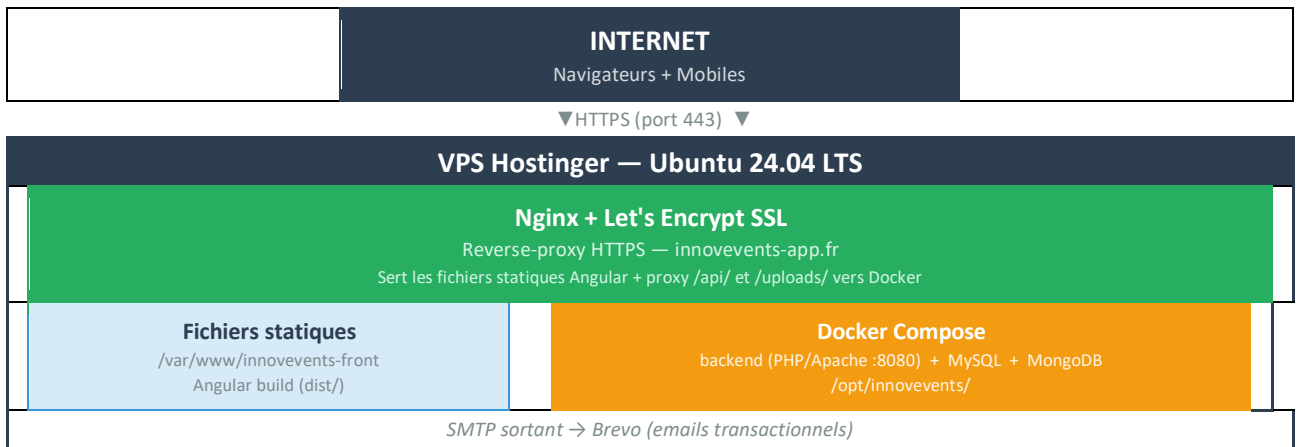 INTERNET
Navigateurs + Mobiles
▼HTTPS (port 443) ▼
VPS Hostinger — Ubuntu 24.04 LTS
Nginx + Let's Encrypt SSL
Reverse-proxy HTTPS — innovevents-app.fr
Sert les fichiers statiques Angular + proxy /api/ et /uploads/ vers Docker
Fichiers statiques
/var/www/innovevents-front
Angular build (dist/)
Docker Compose
backend (PHP/Apache :8080) + MySQL + MongoDB
/opt/innovevents/
SMTP sortant → Brevo (emails transactionnels)